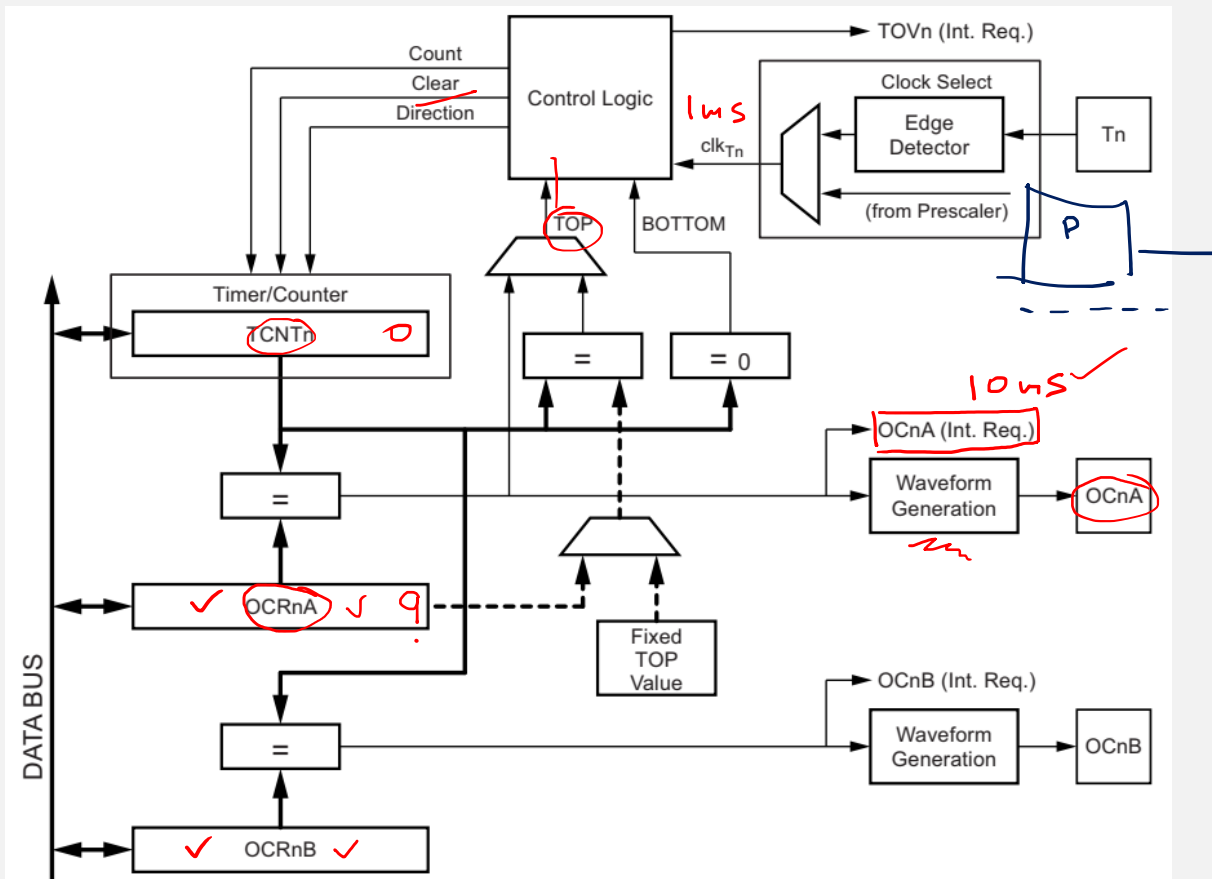 TOVn (Int. Req.)
Count
Clear
Direction
Control Logic
1ms
clkTn
Clock Select
Edge
Detector
Tn
(from Prescaler)
P
TOP
BOTTOM
Timer/Counter
TCNTn 0
=
= 0
10ms
OCnA (Int. Req.)
=
Waveform
Generation
OCnA
OCRnA 9
Fixed
TOP
Value
DATA BUS
OCnB (Int. Req.)
=
Waveform
Generation
OCnB
OCRnB